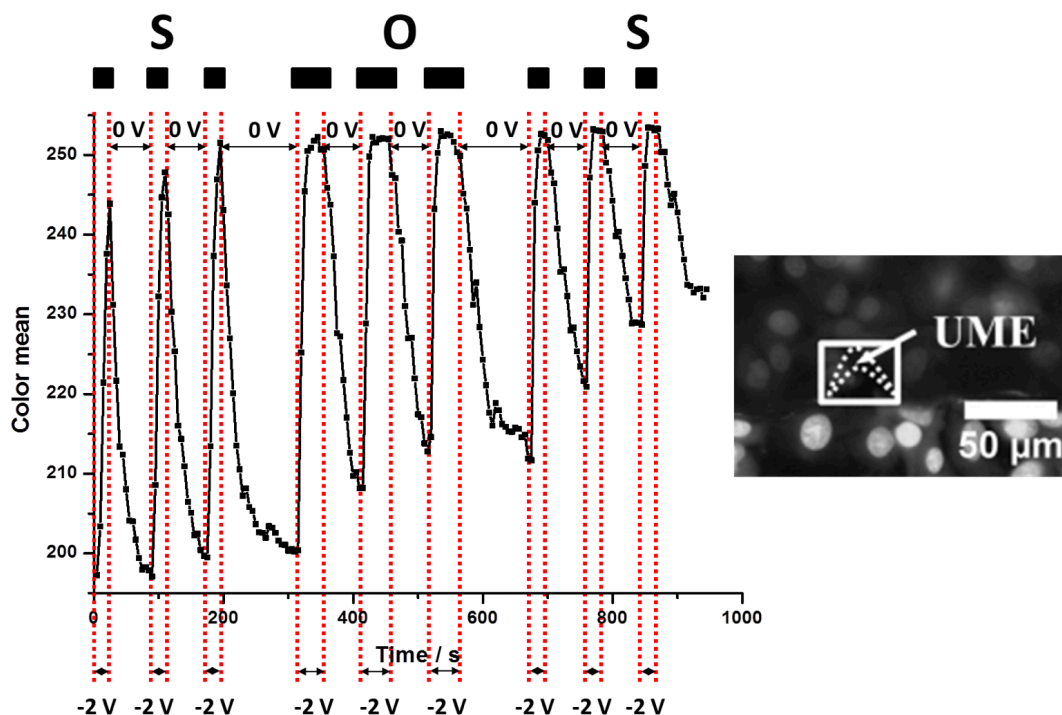 S O S
0 V 0 V 0 V 0 V 0 V 0 V 0 V 0 V
250
240
230
220
210
200
Color mean
0 200 400 600 800 1000
Time / s
-2 V -2 V -2 V -2 V -2 V -2 V -2 V -2 V -2 V
UME
50 µm